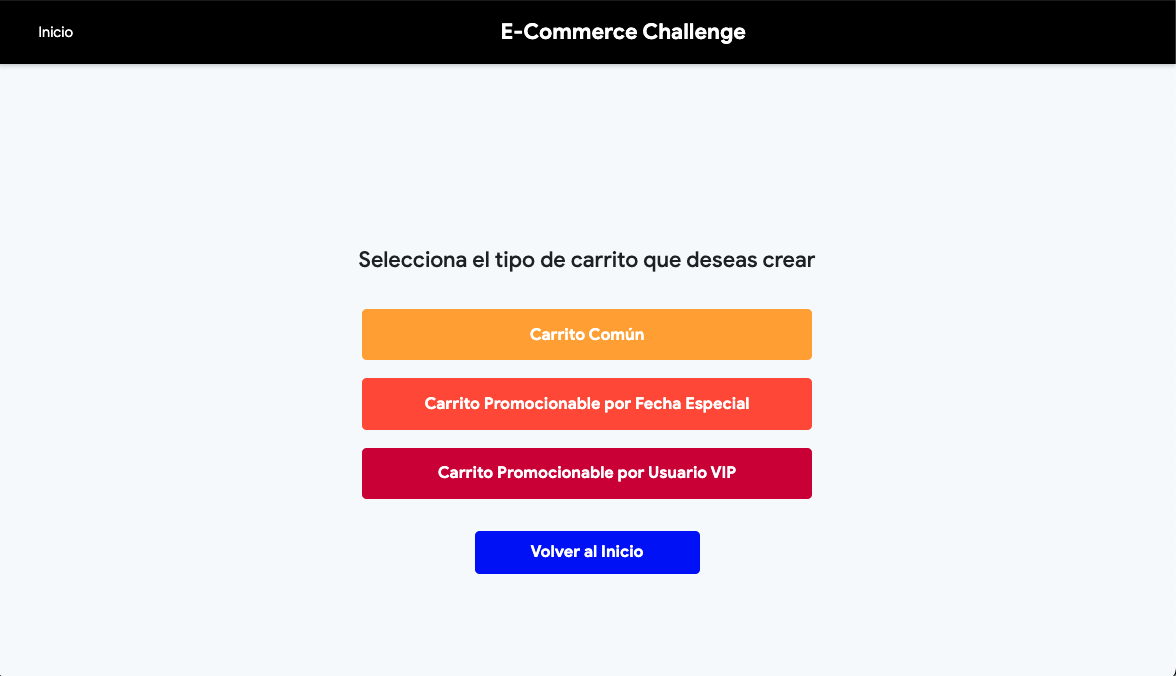 Inicio
E-Commerce Challenge
Selecciona el tipo de carrito que deseas crear
Carrito Común
Carrito Promocionable por Fecha Especial
Carrito Promocionable por Usuario VIP
Volver al Inicio